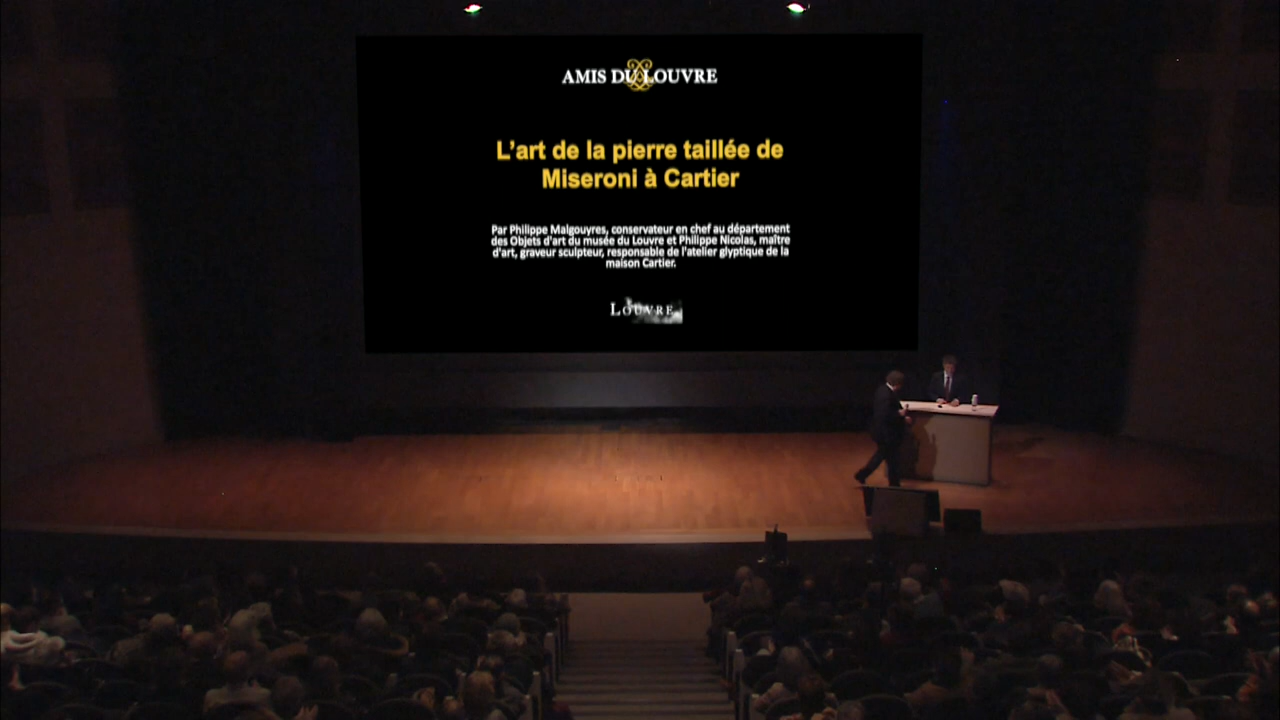 AMIS DU LOUVRE
L’art de la pierre taillée de
Miseroni à Cartier
Par Philippe Malgouyres, conservateur en chef au département
des Objets d'art du musée du Louvre et Philippe Nicolas, maître
d'art, graveur sculpteur, responsable de l'atelier glyptique de la
maison Cartier.
LOUVRE